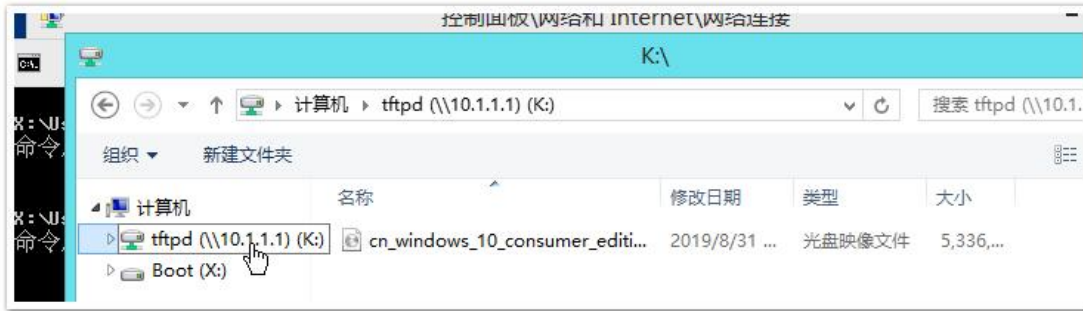 控制面板\网络和 Internet\网络连接
K:\
计算机 ▸ tftpd (\\10.1.1.1) (K:)
搜索 tftpd (\\10.1.
组织 新建文件夹
名称 修改日期 类型 大小
计算机
tftpd (\\10.1.1.1) (K:)
cn_windows_10_consumer_editi... 2019/8/31 ... 光盘映像文件 5,336,...
Boot (X:)
C:\.
X:\Us
命令,
X:\Us
命令,